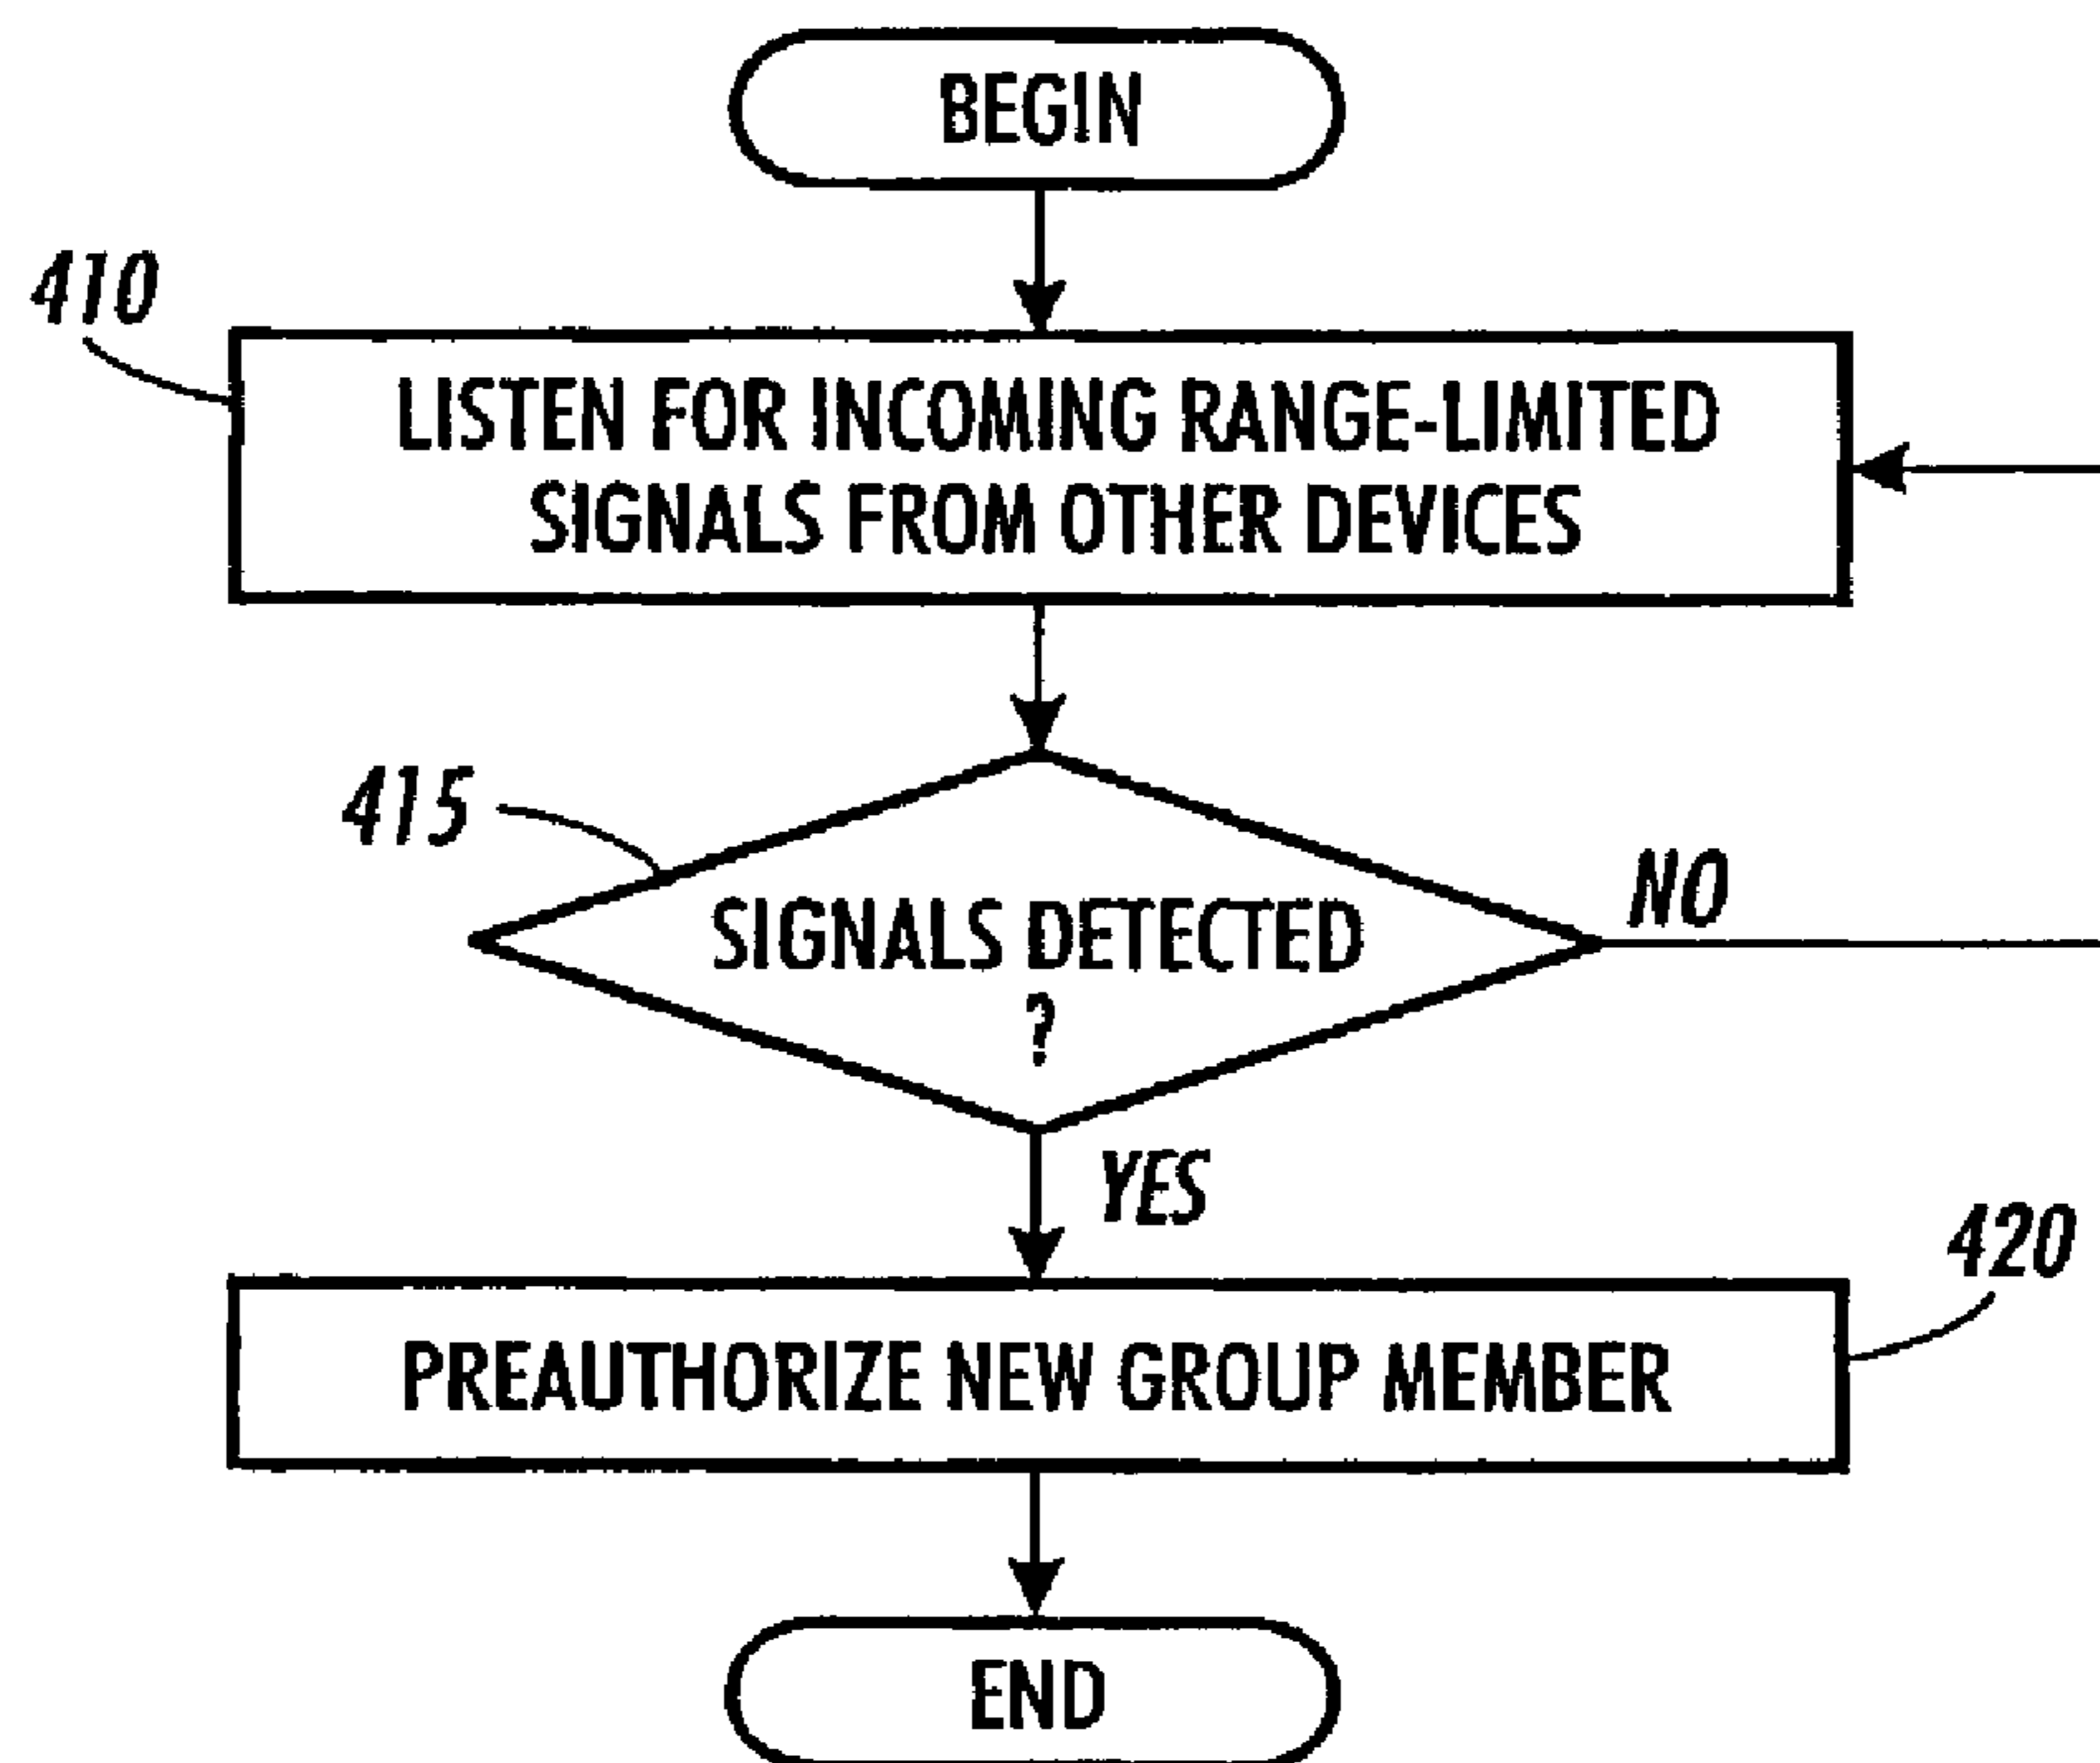 BEGIN
410
LISTEN FOR INCOMING RANGE-LIMITED
SIGNALS FROM OTHER DEVICES
415
SIGNALS DETECTED
?
NO
YES
420
PREAUTHORIZE NEW GROUP MEMBER
END